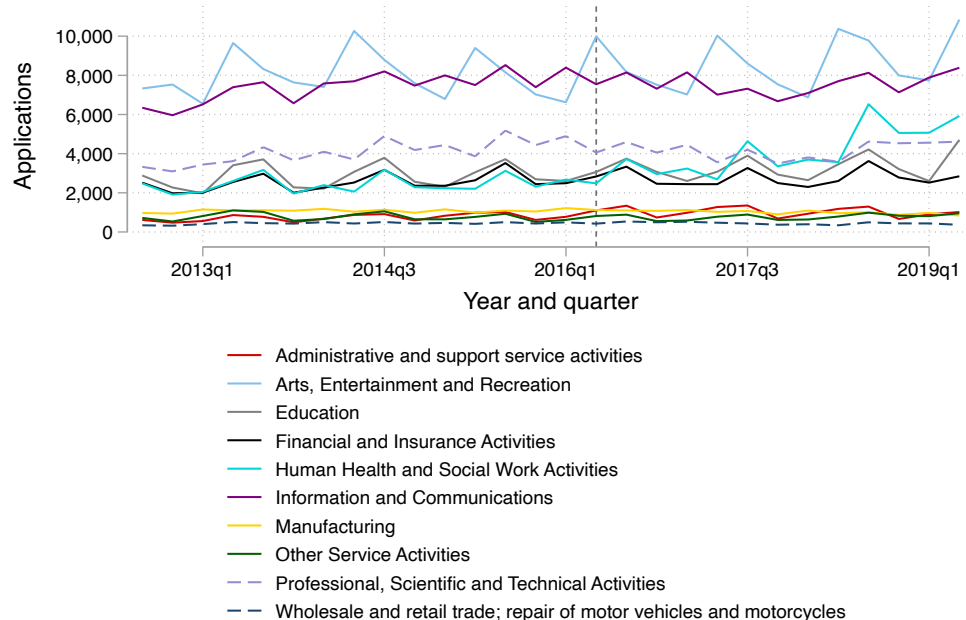 10,000
8,000
6,000
4,000
2,000
0
Applications
2013q1 2014q3 2016q1 2017q3 2019q1
Year and quarter
Administrative and support service activities
Arts, Entertainment and Recreation
Education
Financial and Insurance Activities
Human Health and Social Work Activities
Information and Communications
Manufacturing
Other Service Activities
Professional, Scientific and Technical Activities
Wholesale and retail trade; repair of motor vehicles and motorcycles